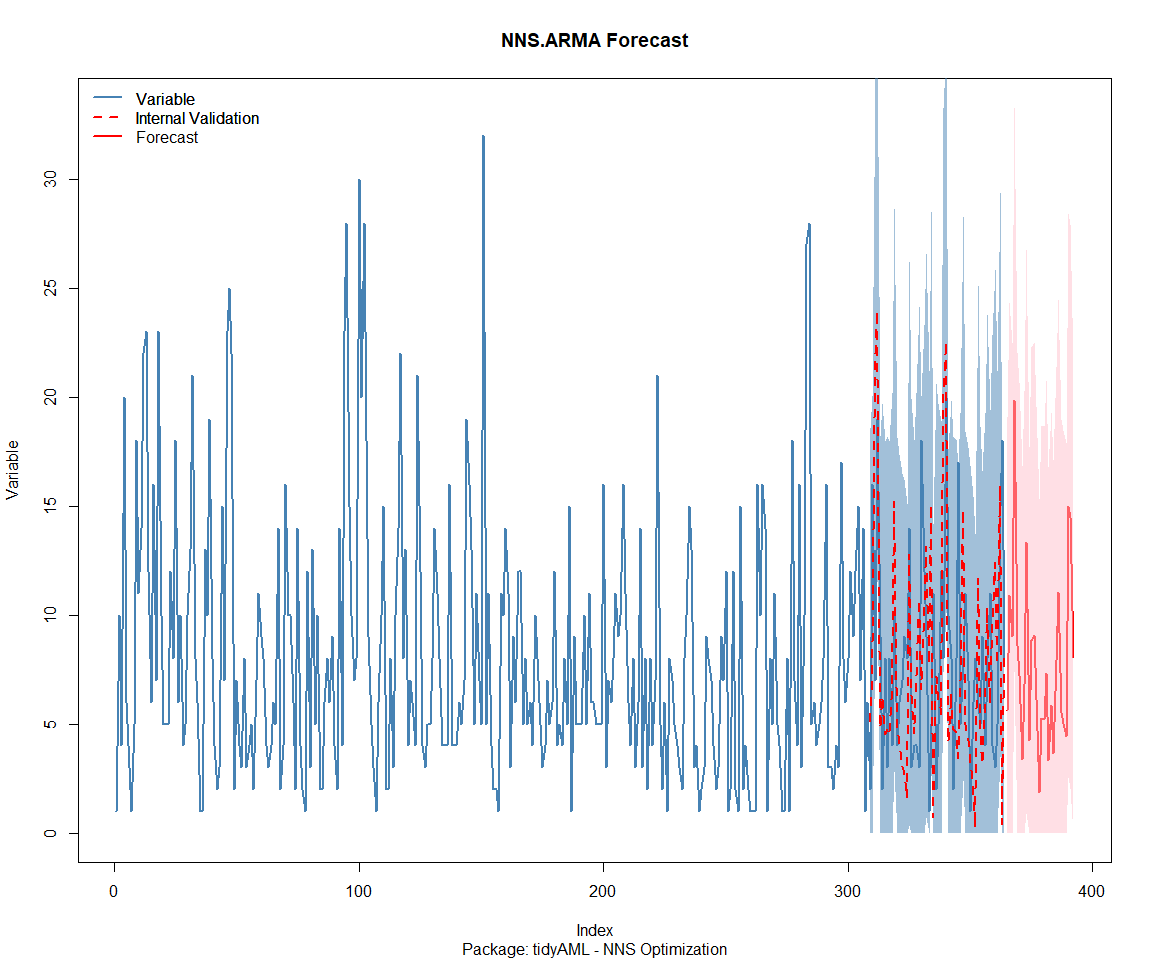 NNS.ARMA Forecast
Variable
Internal Validation
Forecast
Variable
30
25
20
15
10
5
0
0
100
200
300
400
Index
Package: tidyAML - NNS Optimization